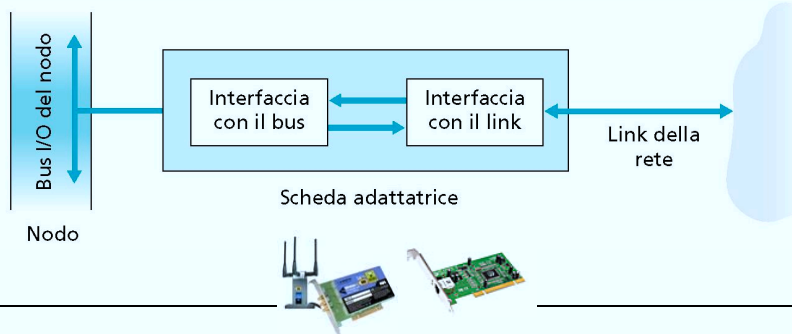 Bus I/O del nodo
Interfaccia
con il bus
Interfaccia
con il link
Link della
rete
Scheda adattatrice
Nodo